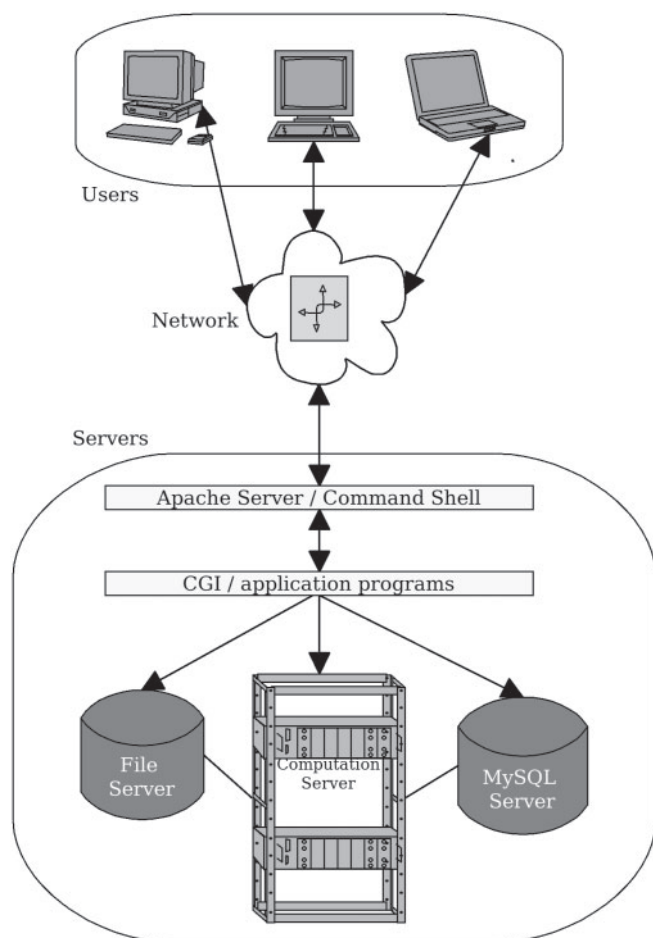 Users
Network
Servers
Apache Server / Command Shell
CGI / application programs
File
Server
Computation
Server
MySQL
Server